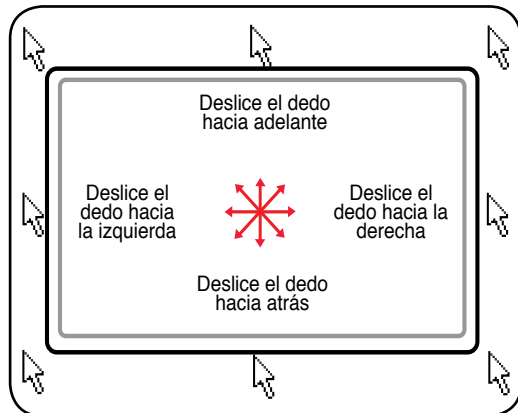 Deslice el dedo
hacia adelante
Deslice el
dedo hacia
la izquierda
Deslice el
dedo hacia la
derecha
Deslice el dedo
hacia atrás